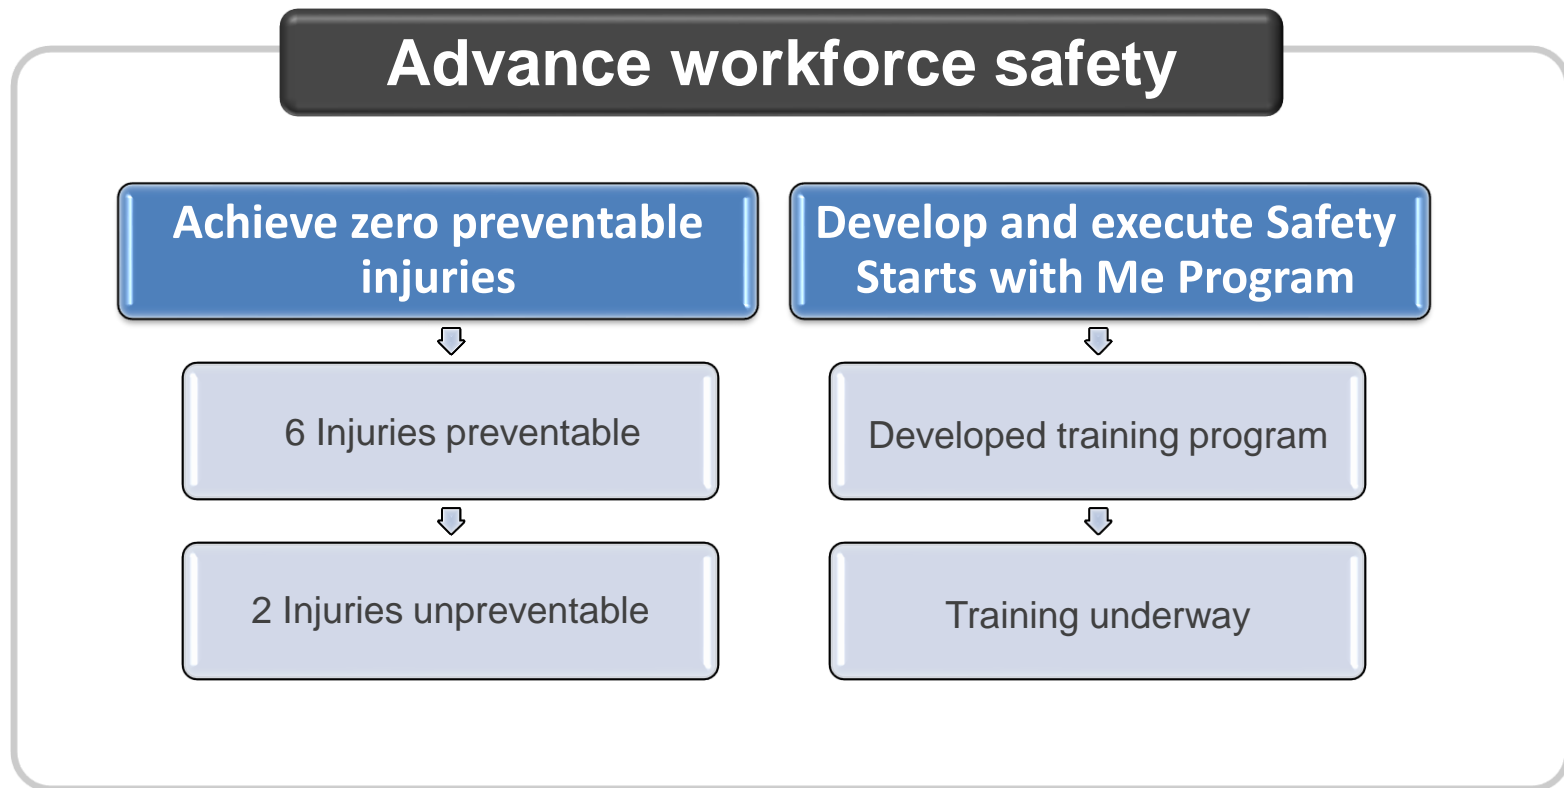 Advance workforce safety
Achieve zero preventable
injuries
6 Injuries preventable
2 Injuries unpreventable
Develop and execute Safety
Starts with Me Program
Developed training program
Training underway